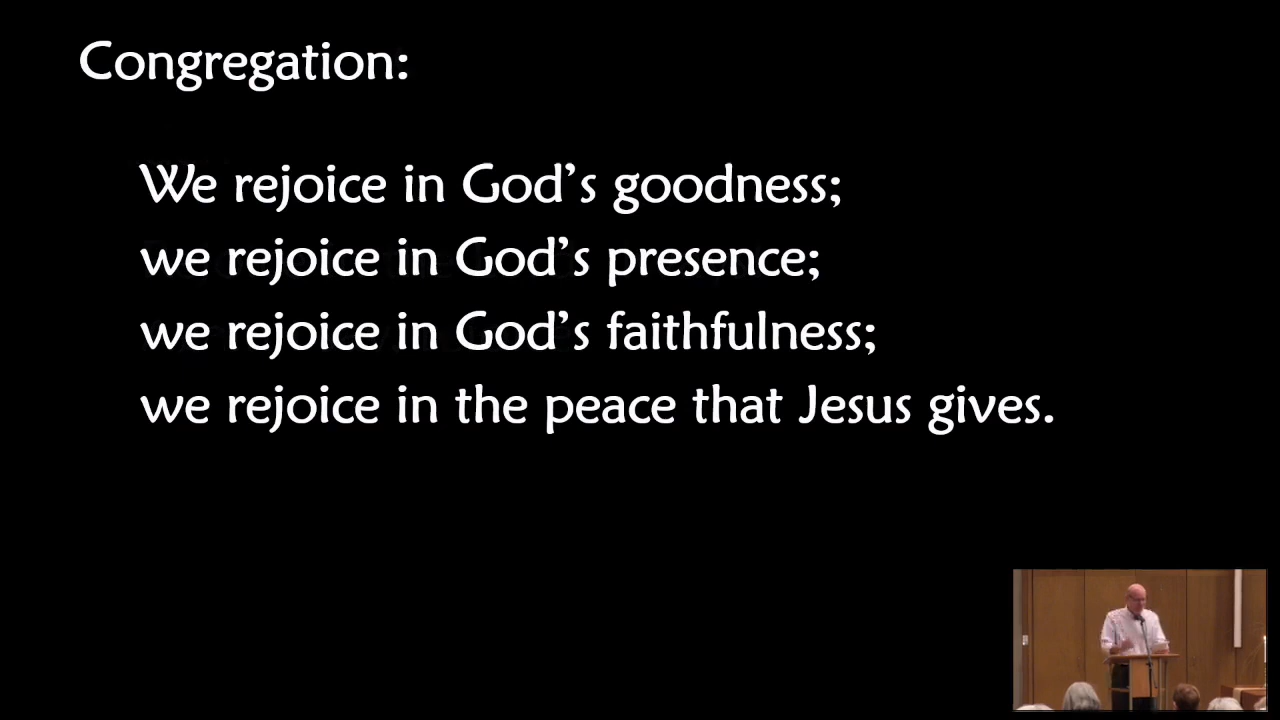 Congregation:
We rejoice in God’s goodness;
we rejoice in God’s presence;
we rejoice in God’s faithfulness;
we rejoice in the peace that Jesus gives.